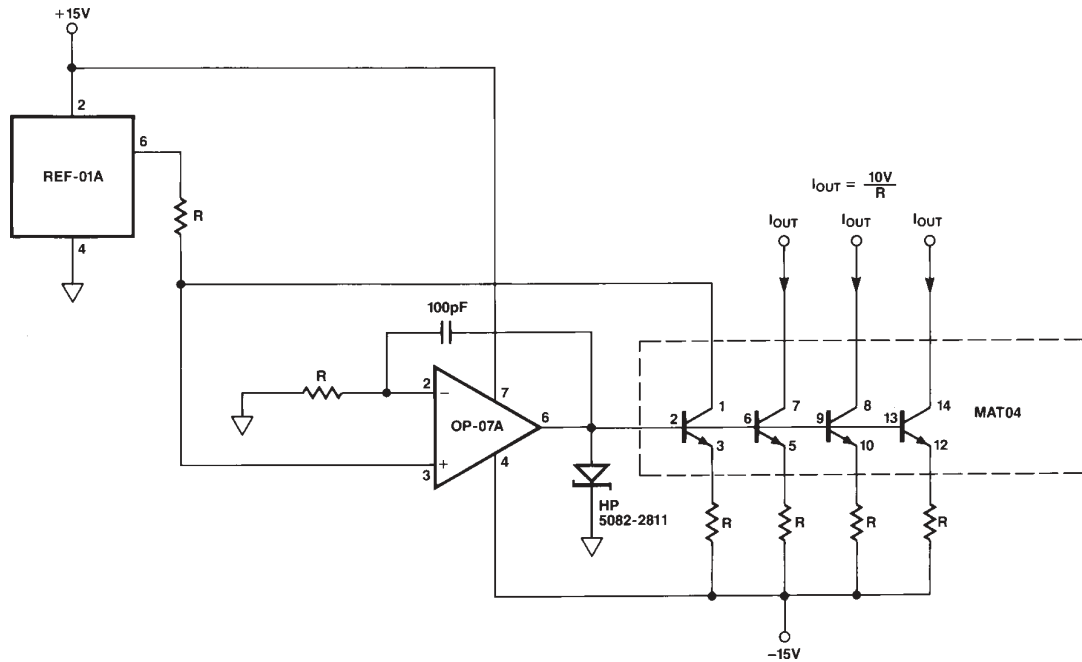 +15V
2
6
REF-01A
R
4
I_OUT = 10V/R
I_OUT I_OUT I_OUT
100pF
R
2
−
7
OP-07A
6
3
+
4
HP
5082-2811
MAT04
2 1 3
6 7 5
9 8 10
13 14 12
R R R R
−15V